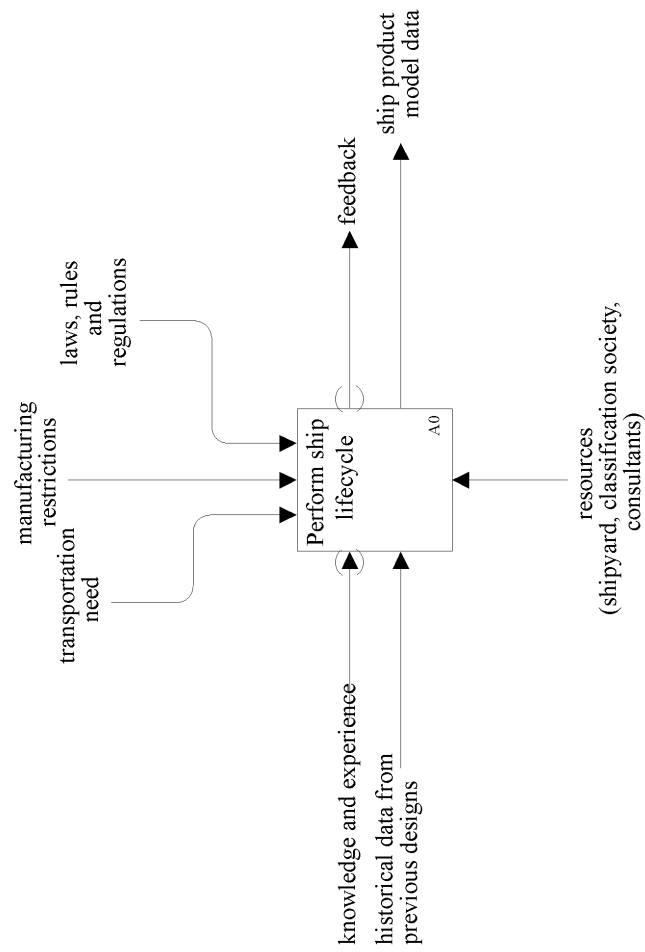 transportation
need
manufacturing
restrictions
laws, rules
and
regulations
knowledge and experience
historical data from
previous designs
Perform ship
lifecycle
A0
feedback
ship product
model data
resources
(shipyard, classification society,
consultants)